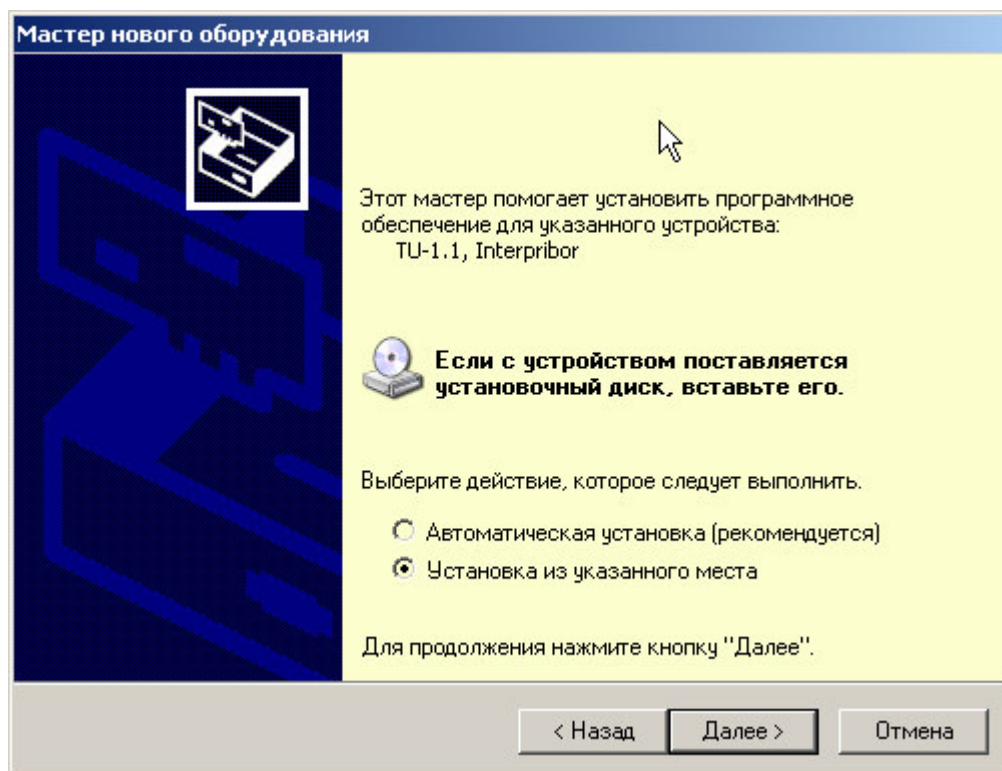 Мастер нового оборудования
Этот мастер помогает установить программное
обеспечение для указанного устройства:
TU-1.1, Interpribor
Если с устройством поставляется
установочный диск, вставьте его.
Выберите действие, которое следует выполнить.
Автоматическая установка (рекомендуется)
Установка из указанного места
Для продолжения нажмите кнопку "Далее".
< Назад
Далее >
Отмена